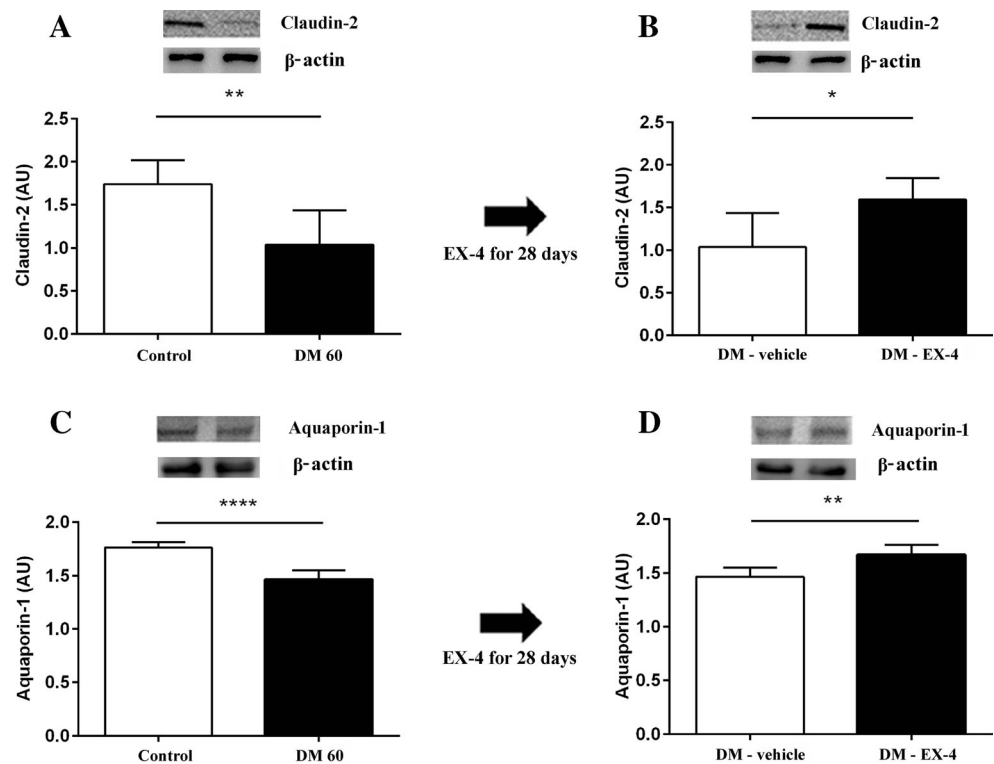 A
Claudin-2
β-actin
**
Claudin-2 (AU)
2.5
2.0
1.5
1.0
0.5
0.0
Control
DM 60
EX-4 for 28 days
B
Claudin-2
β-actin
*
Claudin-2 (AU)
2.5
2.0
1.5
1.0
0.5
0.0
DM - vehicle
DM - EX-4
C
Aquaporin-1
β-actin
****
Aquaporin-1 (AU)
2.0
1.5
1.0
0.5
0.0
Control
DM 60
EX-4 for 28 days
D
Aquaporin-1
β-actin
**
Aquaporin-1 (AU)
2.0
1.5
1.0
0.5
0.0
DM - vehicle
DM - EX-4